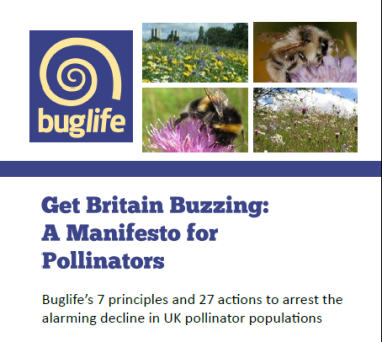 buglife
Get Britain Buzzing:
A Manifesto for
Pollinators
Buglife's 7 principles and 27 actions to arrest the
alarming decline in UK pollinator populations